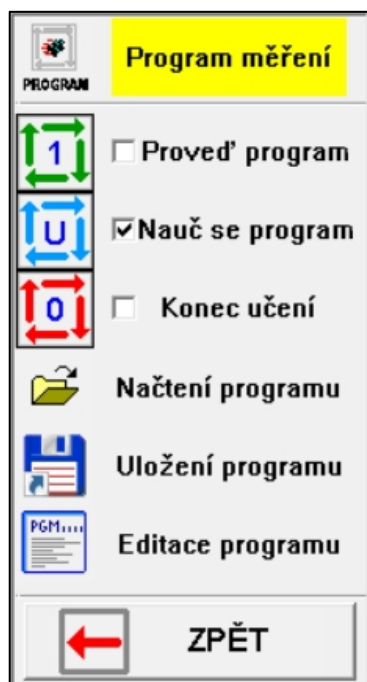 PROGRAM
Program měření
1
Proveď program
U
Nauč se program
0
Konec učení
Načtení programu
Uložení programu
PGM
Editace programu
ZPĚT